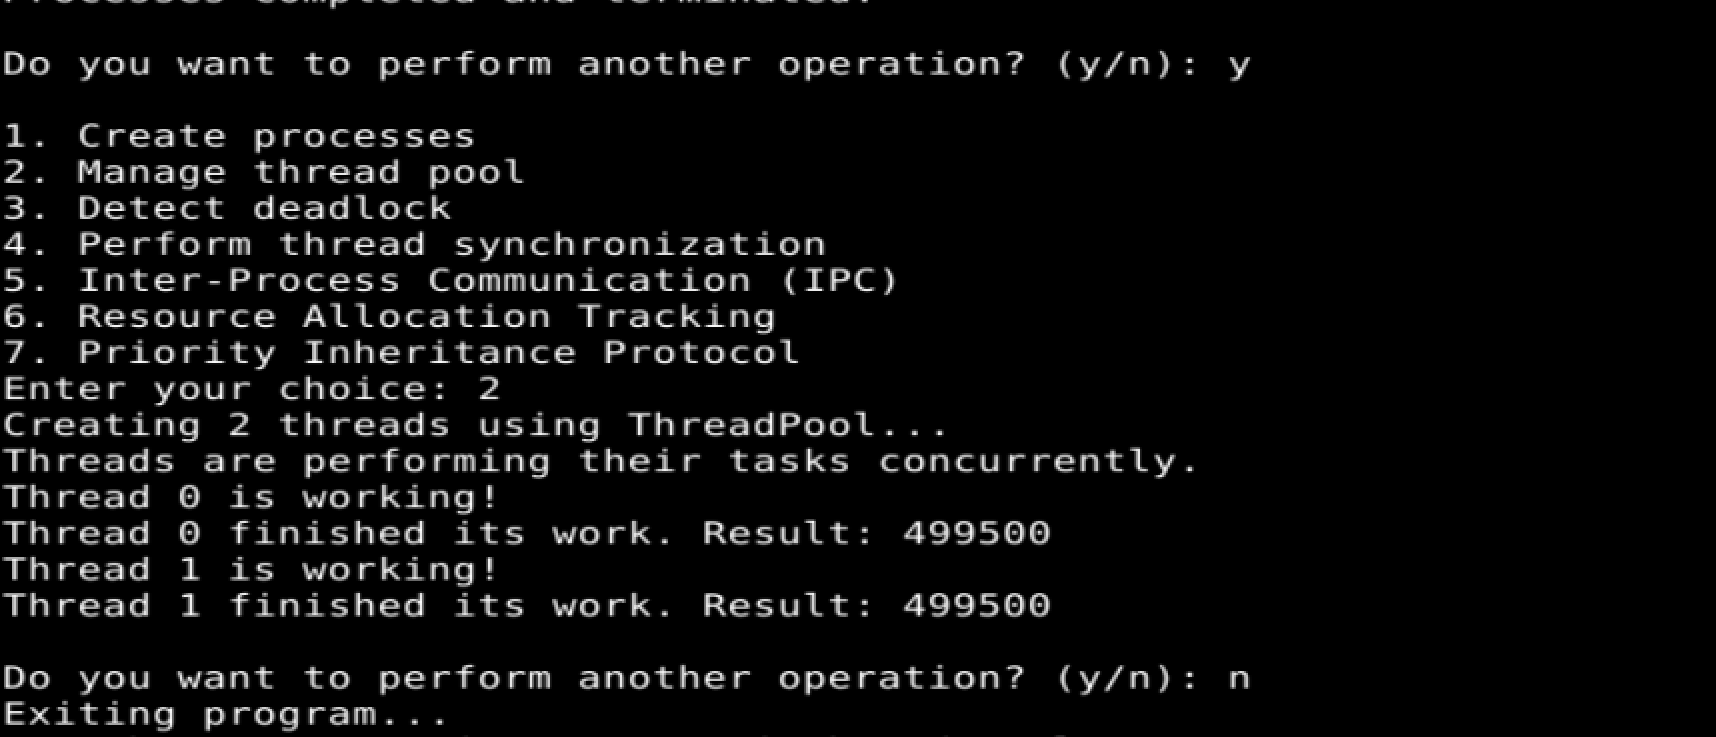 Processes completed and terminated.
Do you want to perform another operation? (y/n): y
1. Create processes
2. Manage thread pool
3. Detect deadlock
4. Perform thread synchronization
5. Inter-Process Communication (IPC)
6. Resource Allocation Tracking
7. Priority Inheritance Protocol
Enter your choice: 2
Creating 2 threads using ThreadPool...
Threads are performing their tasks concurrently.
Thread 0 is working!
Thread 0 finished its work. Result: 499500
Thread 1 is working!
Thread 1 finished its work. Result: 499500
Do you want to perform another operation? (y/n): n
Exiting program...